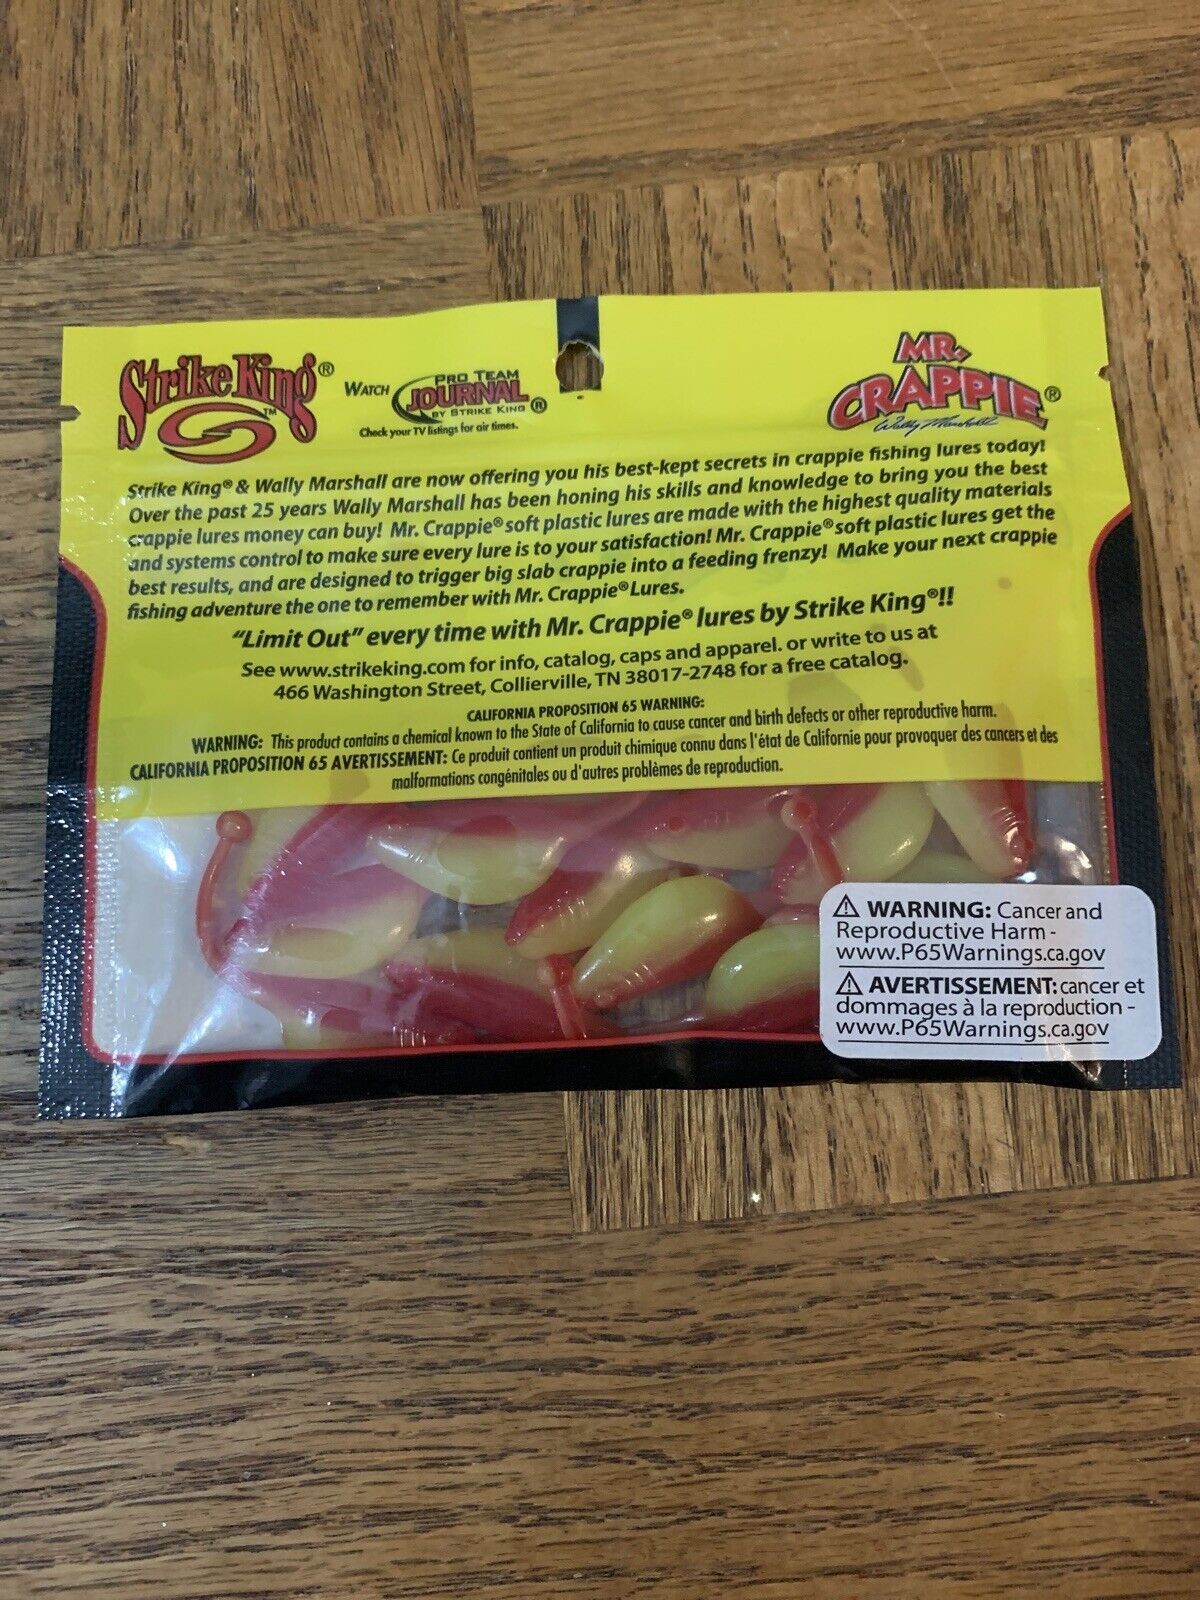 Strike King®
TM
WATCH PRO TEAM JOURNAL BY STRIKE KING ®
Check your TV listings for air times.
MR. CRAPPIE®
Wally Marshall
Strike King® & Wally Marshall are now offering you his best-kept secrets in crappie fishing lures today!
Over the past 25 years Wally Marshall has been honing his skills and knowledge to bring you the best
crappie lures money can buy! Mr. Crappie® soft plastic lures are made with the highest quality materials
and systems control to make sure every lure is to your satisfaction! Mr. Crappie® soft plastic lures get the
best results, and are designed to trigger big slab crappie into a feeding frenzy! Make your next crappie
fishing adventure the one to remember with Mr. Crappie® Lures.
“Limit Out” every time with Mr. Crappie® lures by Strike King®!!
See www.strikeking.com for info, catalog, caps and apparel. or write to us at
466 Washington Street, Collierville, TN 38017-2748 for a free catalog.
CALIFORNIA PROPOSITION 65 WARNING:
WARNING: This product contains a chemical known to the State of California to cause cancer and birth defects or other reproductive harm.
CALIFORNIA PROPOSITION 65 AVERTISSEMENT: Ce produit contient un produit chimique connu dans l'état de Californie pour provoquer des cancers et des
malformations congénitales ou d'autres problèmes de reproduction.
⚠ WARNING: Cancer and
Reproductive Harm -
www.P65Warnings.ca.gov
⚠ AVERTISSEMENT: cancer et
dommages à la reproduction -
www.P65Warnings.ca.gov